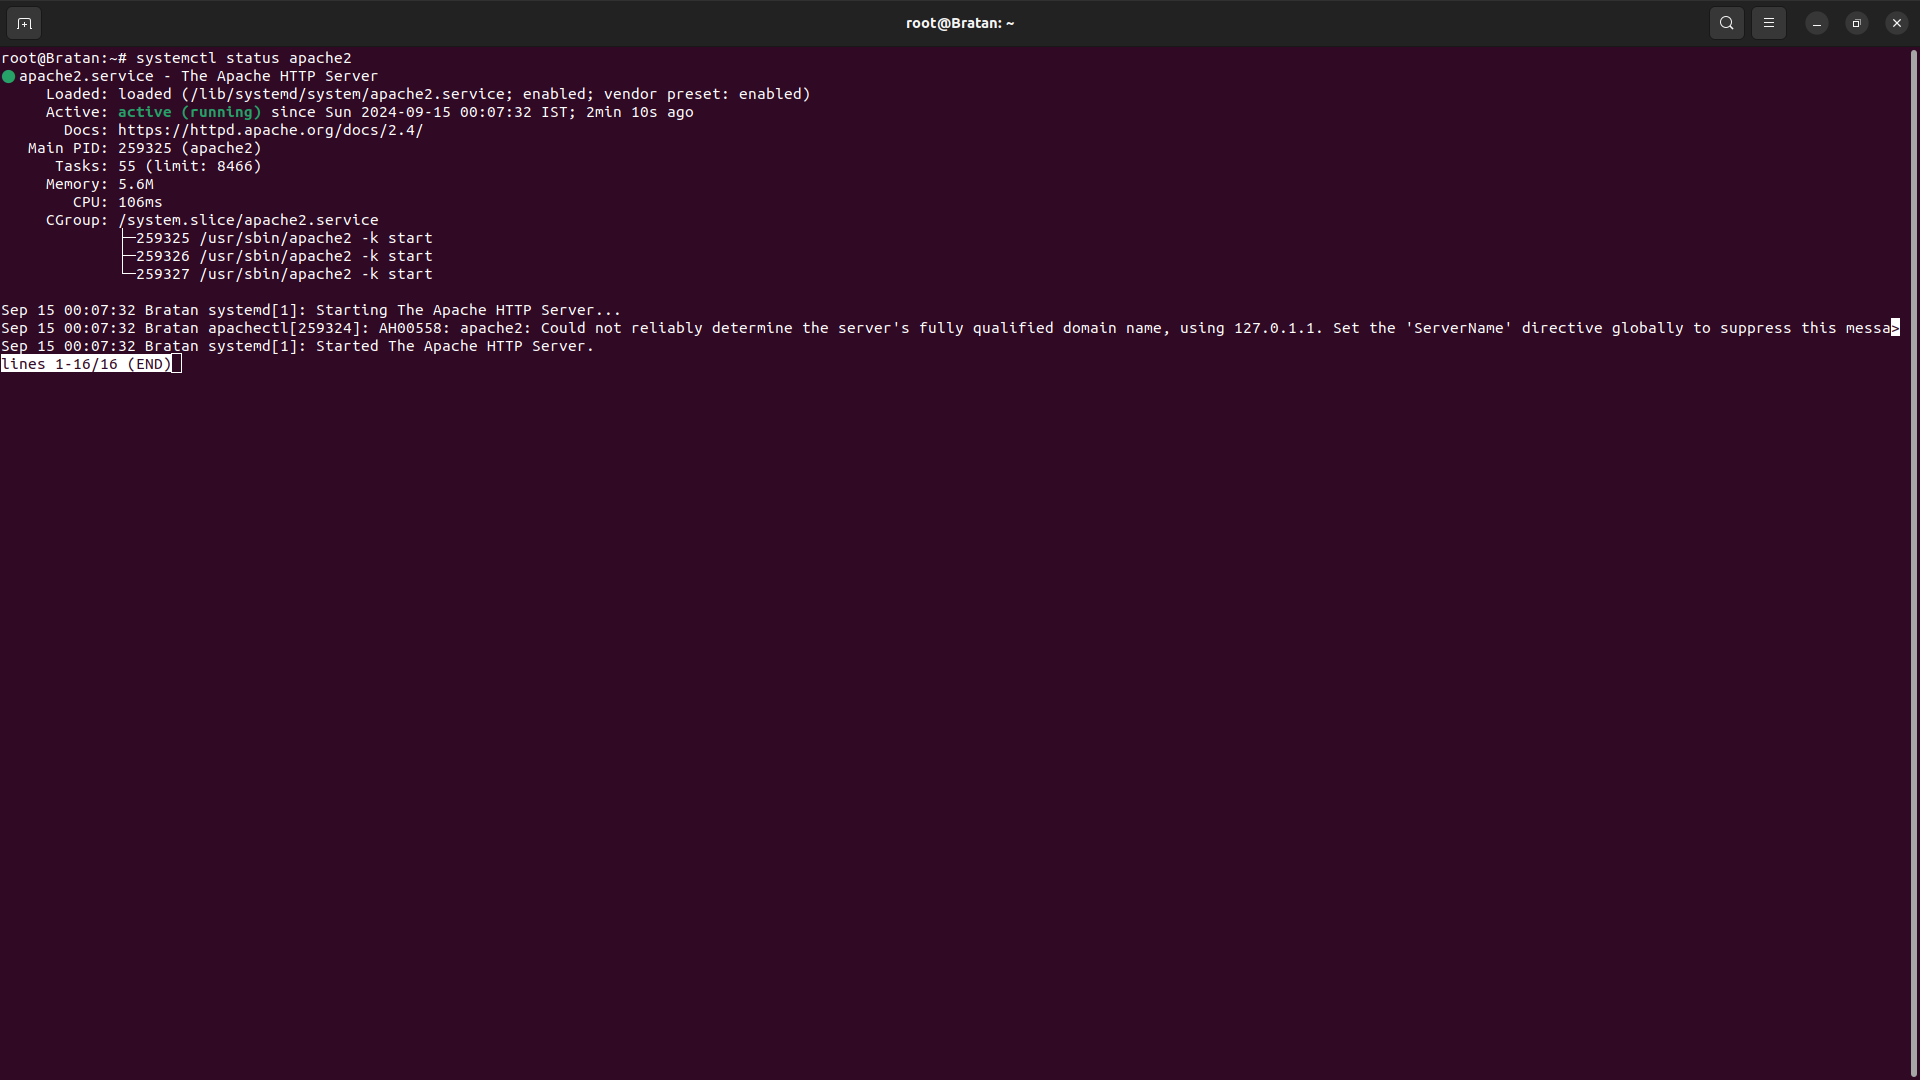 root@Bratan: ~
root@Bratan:~# systemctl status apache2
● apache2.service - The Apache HTTP Server
     Loaded: loaded (/lib/systemd/system/apache2.service; enabled; vendor preset: enabled)
     Active: active (running) since Sun 2024-09-15 00:07:32 IST; 2min 10s ago
       Docs: https://httpd.apache.org/docs/2.4/
   Main PID: 259325 (apache2)
      Tasks: 55 (limit: 8466)
     Memory: 5.6M
        CPU: 106ms
     CGroup: /system.slice/apache2.service
             ├─259325 /usr/sbin/apache2 -k start
             ├─259326 /usr/sbin/apache2 -k start
             └─259327 /usr/sbin/apache2 -k start
Sep 15 00:07:32 Bratan systemd[1]: Starting The Apache HTTP Server...
Sep 15 00:07:32 Bratan apachectl[259324]: AH00558: apache2: Could not reliably determine the server's fully qualified domain name, using 127.0.1.1. Set the 'ServerName' directive globally to suppress this messa>
Sep 15 00:07:32 Bratan systemd[1]: Started The Apache HTTP Server.
lines 1-16/16 (END)